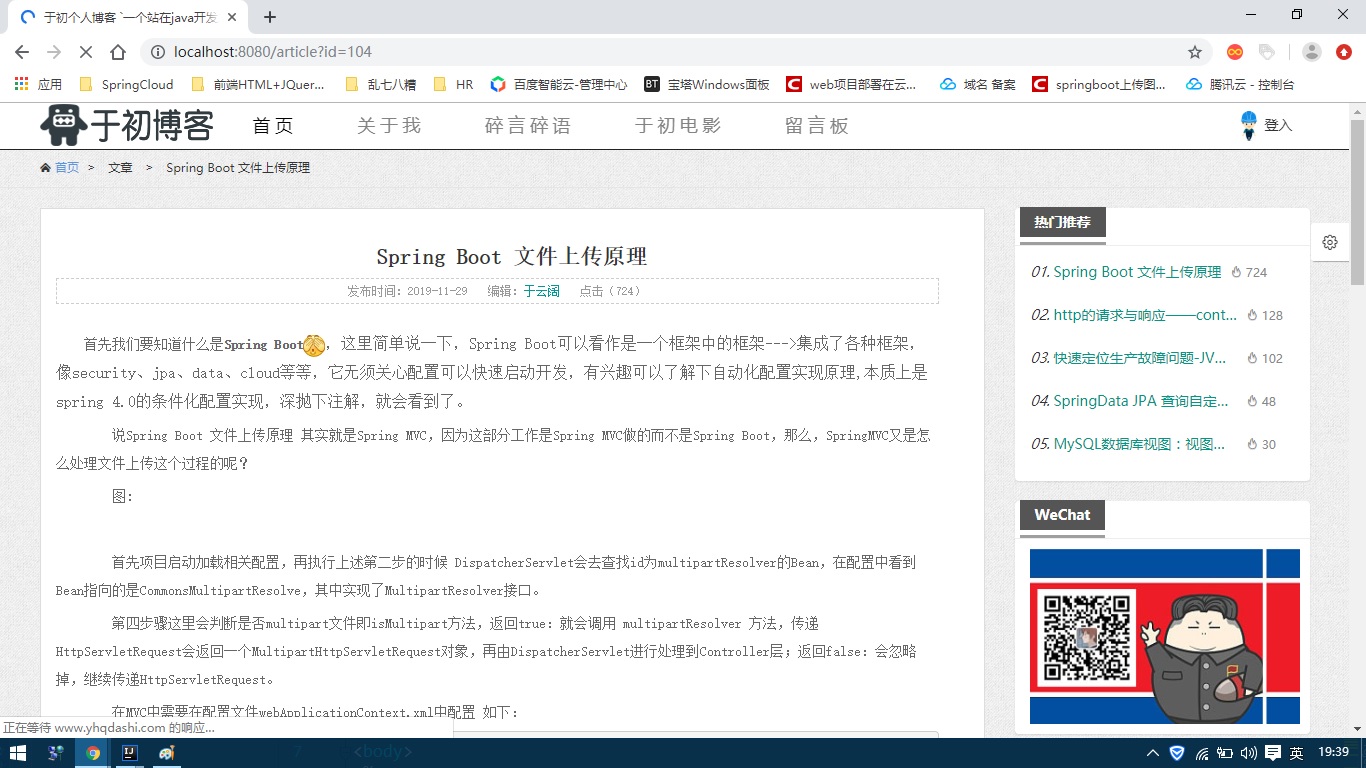 于初个人博客 `一个站在java开发
localhost:8080/article?id=104
应用 SpringCloud 前端HTML+JQuer... 乱七八糟 HR 百度智能云-管理中心 BT 宝塔Windows面板 web项目部署在云... 域名 备案 springboot上传图... 腾讯云 - 控制台
于初博客 首页 关于我 碎言碎语 于初电影 留言板 登入
首页 > 文章 > Spring Boot 文件上传原理
Spring Boot 文件上传原理
发布时间：2019-11-29 编辑：于云阔 点击（724）
首先我们要知道什么是Spring Boot，这里简单说一下，Spring Boot可以看作是一个框架中的框架--->集成了各种框架，
像security、jpa、data、cloud等等，它无须关心配置可以快速启动开发，有兴趣可以了解下自动化配置实现原理,本质上是
spring 4.0的条件化配置实现，深抛下注解，就会看到了。
说Spring Boot 文件上传原理 其实就是Spring MVC，因为这部分工作是Spring MVC做的而不是Spring Boot，那么，SpringMVC又是怎
么处理文件上传这个过程的呢？
图：
首先项目启动加载相关配置，再执行上述第二步的时候 DispatcherServlet会去查找id为multipartResolver的Bean，在配置中看到
Bean指向的是CommonsMultipartResolve，其中实现了MultipartResolver接口。
第四步骤这里会判断是否multipart文件即isMultipart方法，返回true：就会调用 multipartResolver 方法，传递
HttpServletRequest会返回一个MultipartHttpServletRequest对象，再由DispatcherServlet进行处理到Controller层；返回false：会忽略
掉，继续传递HttpServletRequest。
在MVC中需要在配置文件webApplicationContext.xml中配置 如下：
热门推荐
01. Spring Boot 文件上传原理 724
02. http的请求与响应——cont... 128
03. 快速定位生产故障问题-JV... 102
04. SpringData JPA 查询自定... 48
05. MySQL数据库视图：视图... 30
WeChat
正在等待 www.yhqdashi.com 的响应...
<body>
英 19:39